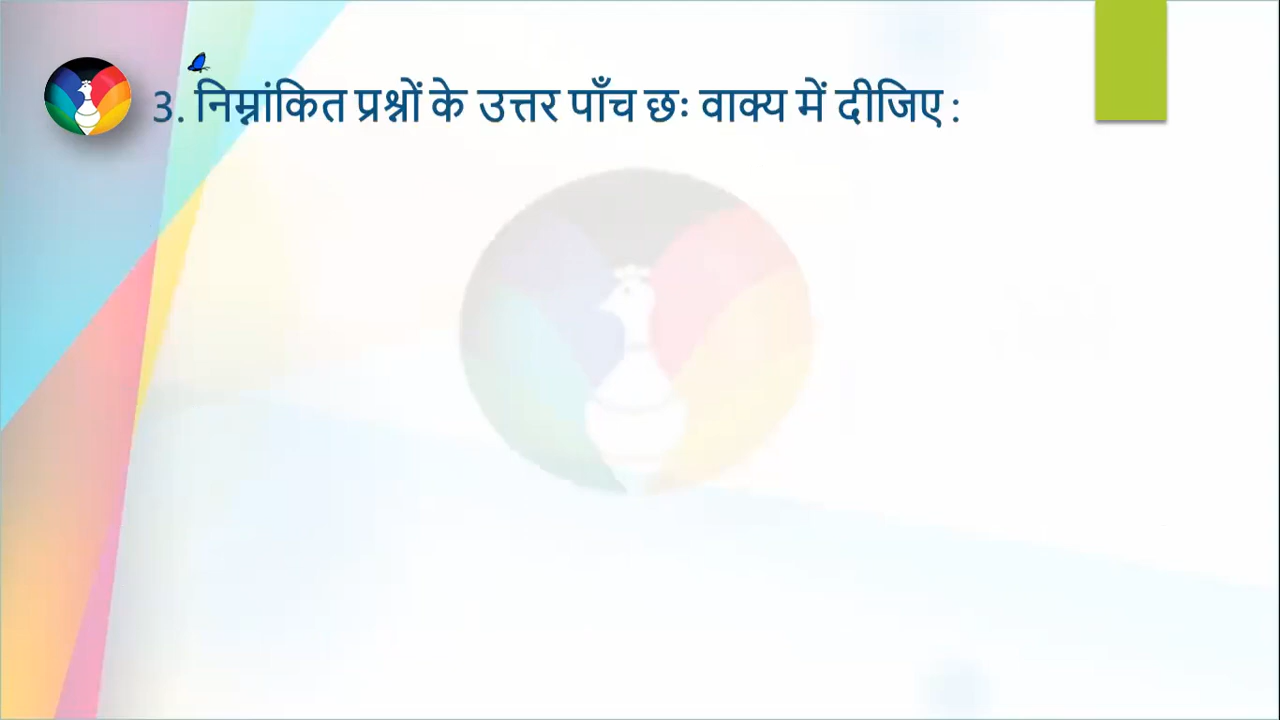 3. निम्नांकित प्रश्नों के उत्तर पाँच छः वाक्य में दीजिए :